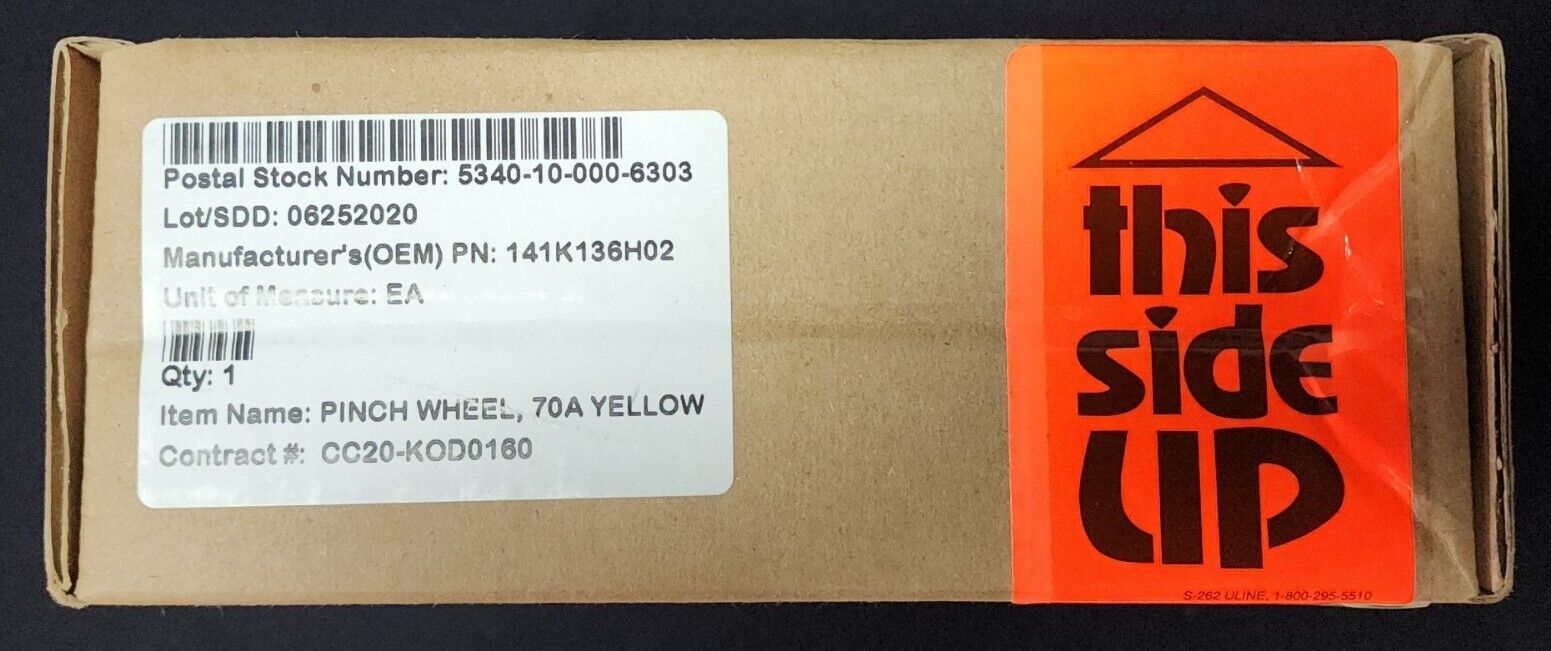 Postal Stock Number: 5340-10-000-6303
Lot/SDD: 06252020
Manufacturer's(OEM) PN: 141K136H02
Unit of Measure: EA
Qty: 1
Item Name: PINCH WHEEL, 70A YELLOW
Contract #: CC20-KOD0160
this
side
UP
S-262 ULINE, 1-800-295-5510